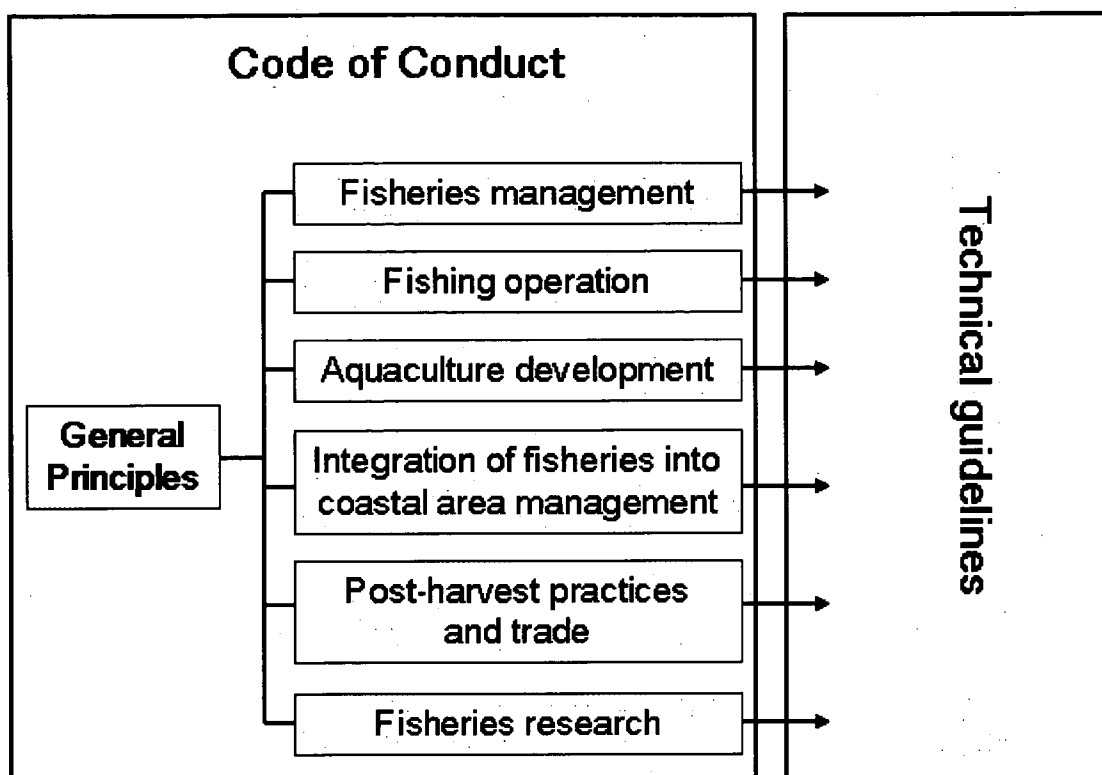 Code of Conduct
General
Principles
Fisheries management
Fishing operation
Aquaculture development
Integration of fisheries into
coastal area management
Post-harvest practices
and trade
Fisheries research
Technical guidelines